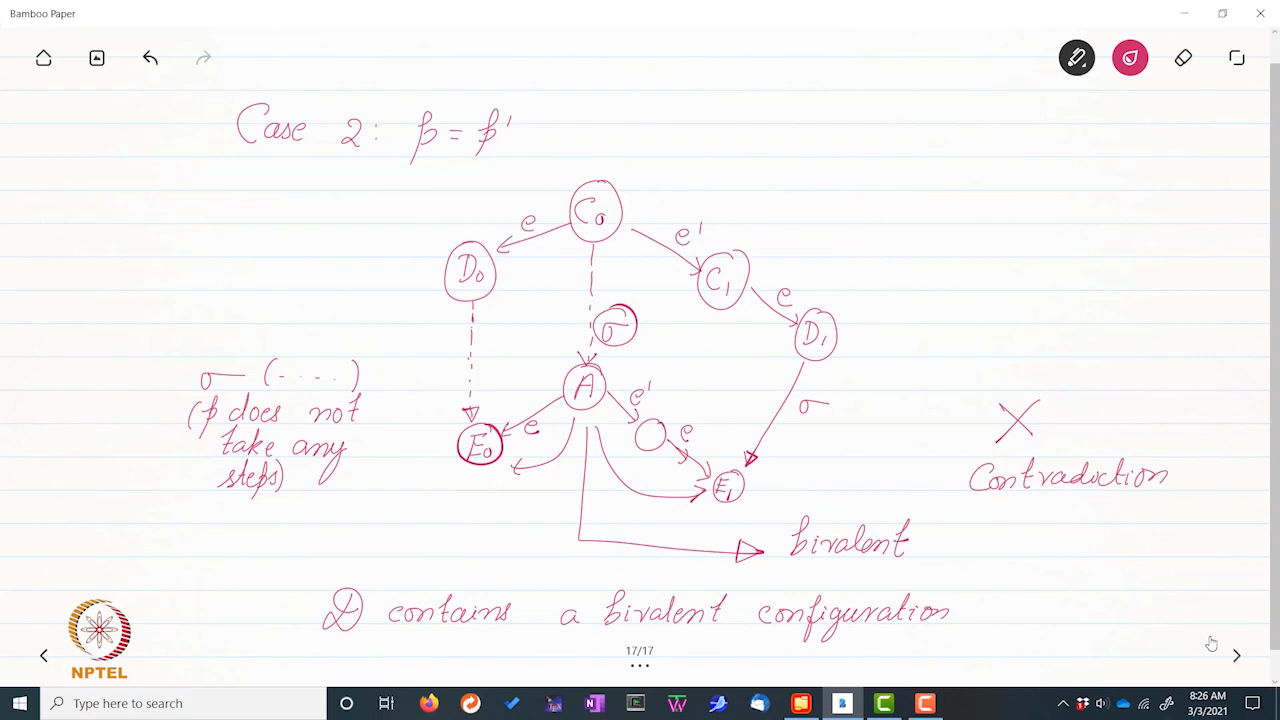 Bamboo Paper
Case 2: p = p'
C0
e
e'
D0
C1
e
D1
σ
σ (-....)
(p does not
take any
steps)
A
e'
σ
e
e
E0
E1
Contradiction
bivalent
D contains a bivalent configuration
NPTEL
17/17
Type here to search
8:26 AM
3/3/2021